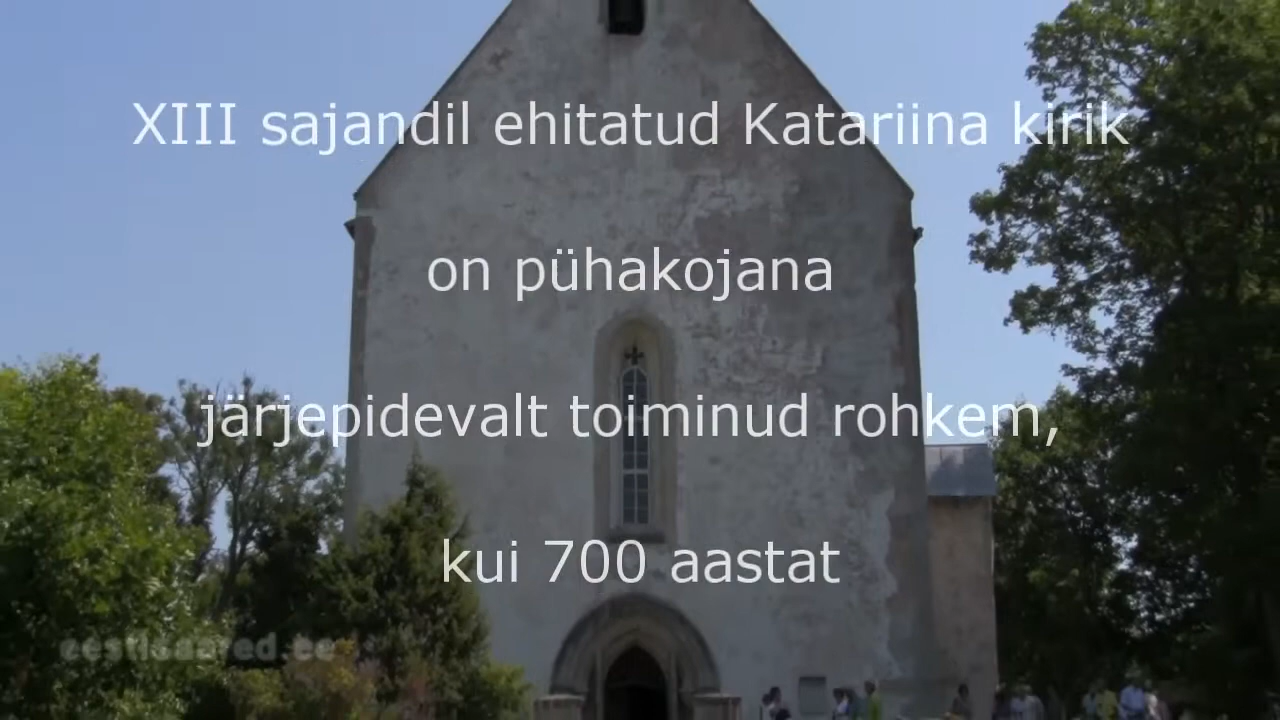 XIII sajandil ehitatud Katariina kirik
on pühakojana
järjepidevalt toiminud rohkem,
kui 700 aastat
eestisaared.ee